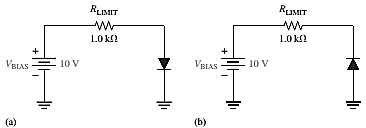 R_LIMIT
1.0 kΩ
+
V_BIAS
10 V
−
(a)
R_LIMIT
1.0 kΩ
+
V_BIAS
10 V
−
(b)